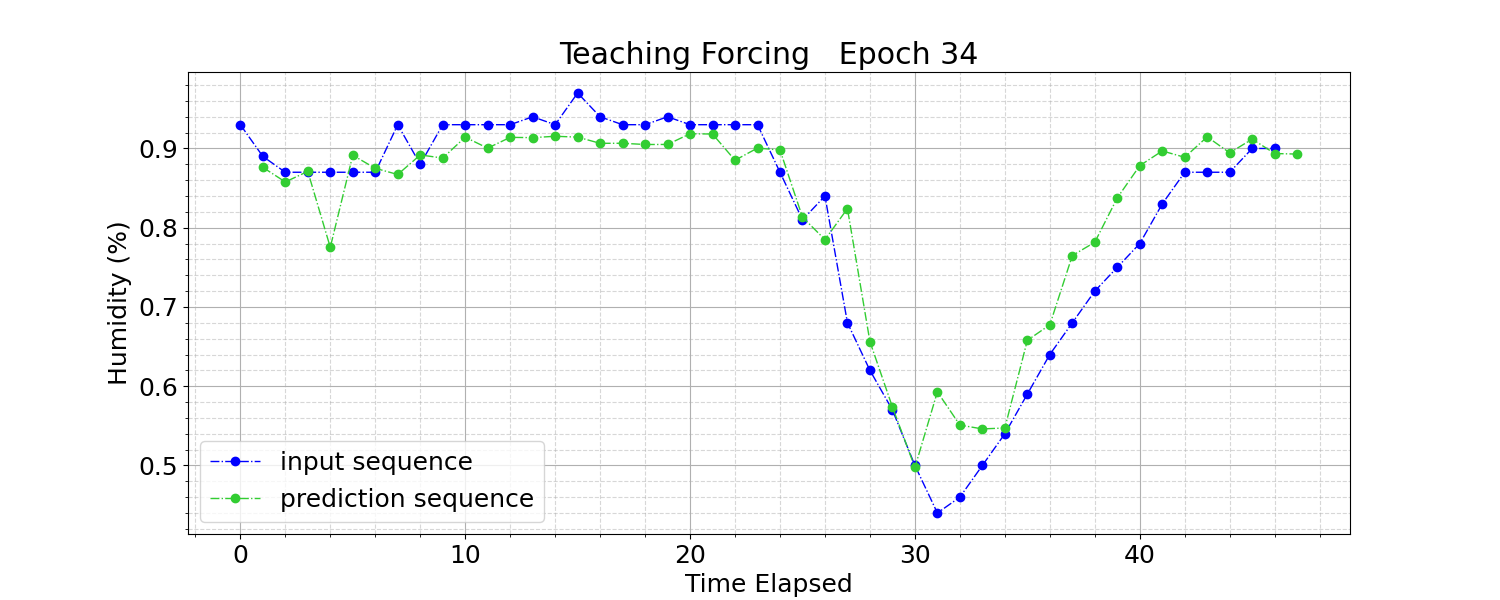 Teaching Forcing   Epoch 34
Humidity (%)
0.9
0.8
0.7
0.6
0.5
input sequence
prediction sequence
0 10 20 30 40
Time Elapsed